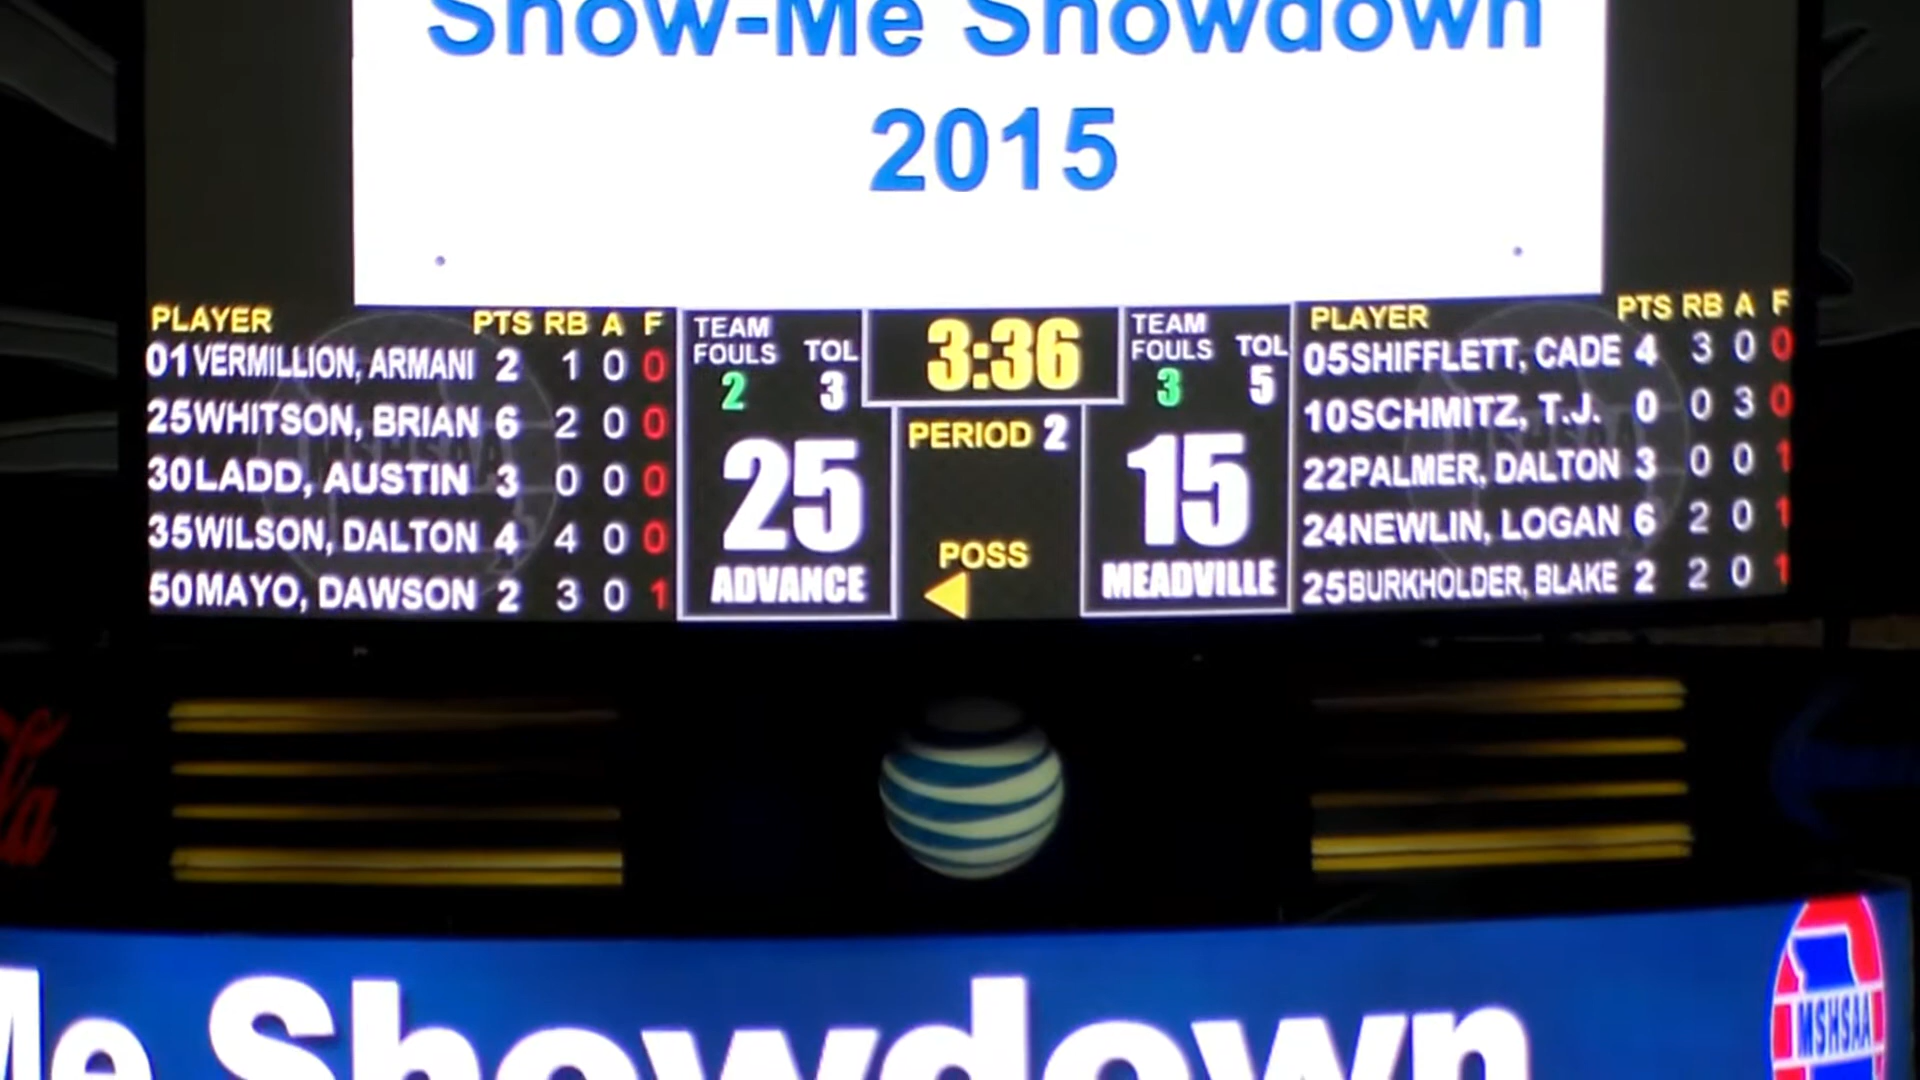 Show-Me Showdown
2015
PLAYER PTS RB A F
01 VERMILLION, ARMANI 2 1 0 0
25 WHITSON, BRIAN 6 2 0 0
30 LADD, AUSTIN 3 0 0 0
35 WILSON, DALTON 4 4 0 0
50 MAYO, DAWSON 2 3 0 1
TEAM
FOULS TOL
2 3
25
ADVANCE
3:36
PERIOD 2
POSS
TEAM
FOULS TOL
3 5
15
MEADVILLE
PLAYER PTS RB A F
05 SHIFFLETT, CADE 4 3 0 0
10 SCHMITZ, T.J. 0 0 3 0
22 PALMER, DALTON 3 0 0 1
24 NEWLIN, LOGAN 6 2 0 1
25 BURKHOLDER, BLAKE 2 2 0 1
Me Showdown
MSHSAA